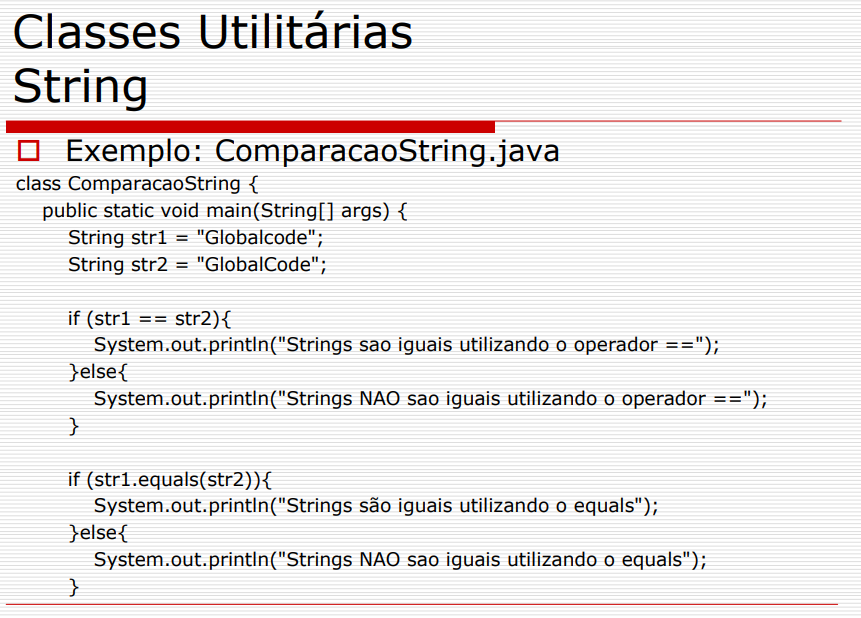 Classes Utilitárias
String
Exemplo: ComparacaoString.java
class ComparacaoString {
public static void main(String[] args) {
String str1 = "Globalcode";
String str2 = "GlobalCode";
if (str1 == str2){
System.out.println("Strings sao iguais utilizando o operador ==");
}else{
System.out.println("Strings NAO sao iguais utilizando o operador ==");
}
if (str1.equals(str2)){
System.out.println("Strings são iguais utilizando o equals");
}else{
System.out.println("Strings NAO sao iguais utilizando o equals");
}